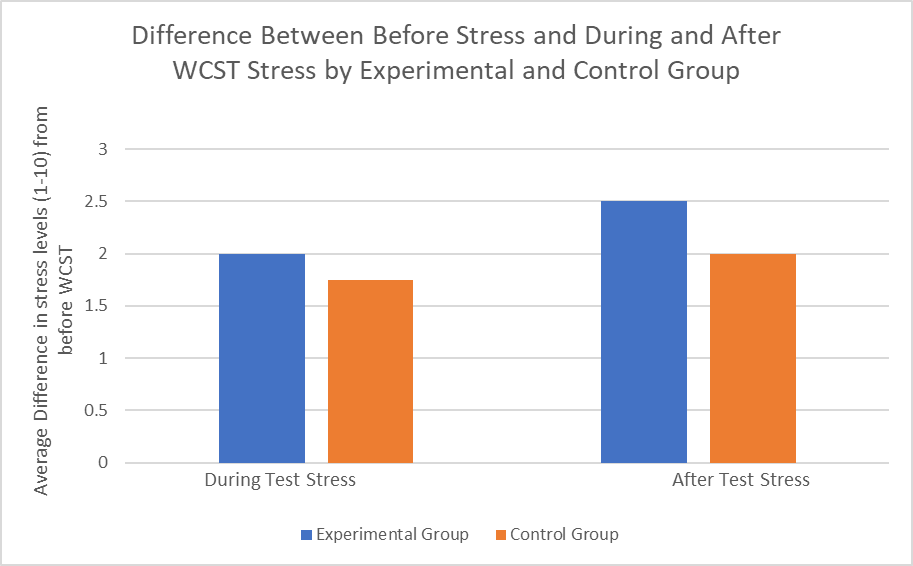 Difference Between Before Stress and During and After
WCST Stress by Experimental and Control Group
Average Difference in stress levels (1-10) from
before WCST
3
2.5
2
1.5
1
0.5
0
During Test Stress
After Test Stress
Experimental Group
Control Group